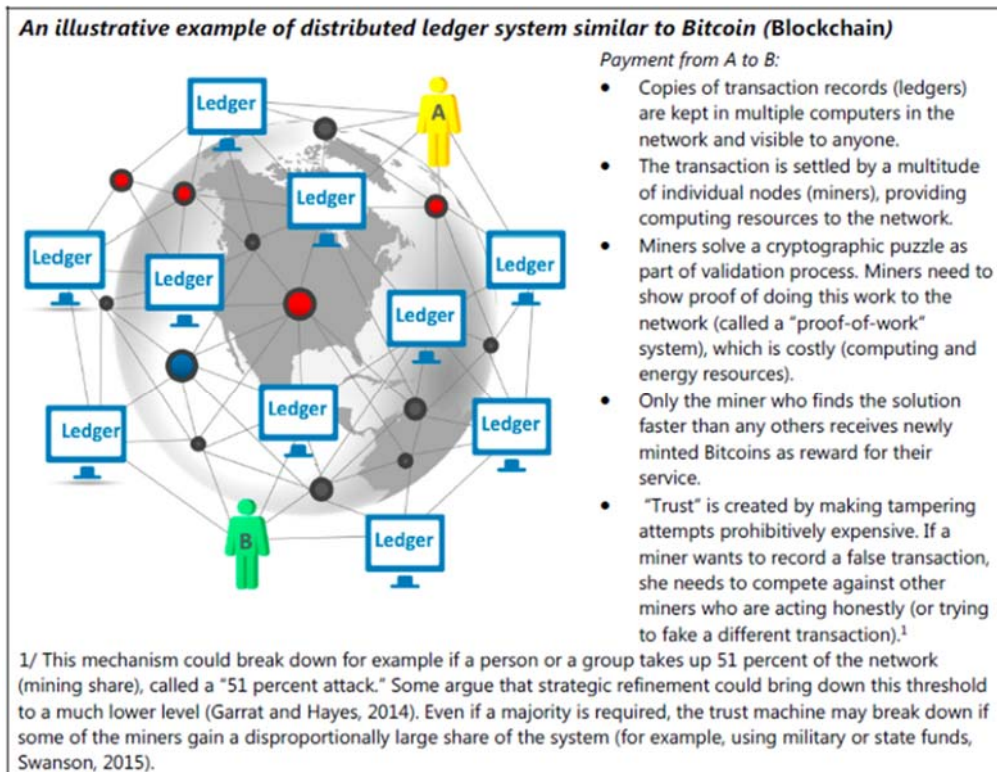 An illustrative example of distributed ledger system similar to Bitcoin (Blockchain)
Ledger
A
Ledger
Ledger
Ledger
Ledger
Ledger
Ledger
Ledger
Ledger
Ledger
B
Payment from A to B:
• Copies of transaction records (ledgers)
are kept in multiple computers in the
network and visible to anyone.
• The transaction is settled by a multitude
of individual nodes (miners), providing
computing resources to the network.
• Miners solve a cryptographic puzzle as
part of validation process. Miners need to
show proof of doing this work to the
network (called a “proof-of-work”
system), which is costly (computing and
energy resources).
• Only the miner who finds the solution
faster than any others receives newly
minted Bitcoins as reward for their
service.
• “Trust” is created by making tampering
attempts prohibitively expensive. If a
miner wants to record a false transaction,
she needs to compete against other
miners who are acting honestly (or trying
to fake a different transaction).1
1/ This mechanism could break down for example if a person or a group takes up 51 percent of the network
(mining share), called a “51 percent attack.” Some argue that strategic refinement could bring down this threshold
to a much lower level (Garrat and Hayes, 2014). Even if a majority is required, the trust machine may break down if
some of the miners gain a disproportionally large share of the system (for example, using military or state funds,
Swanson, 2015).